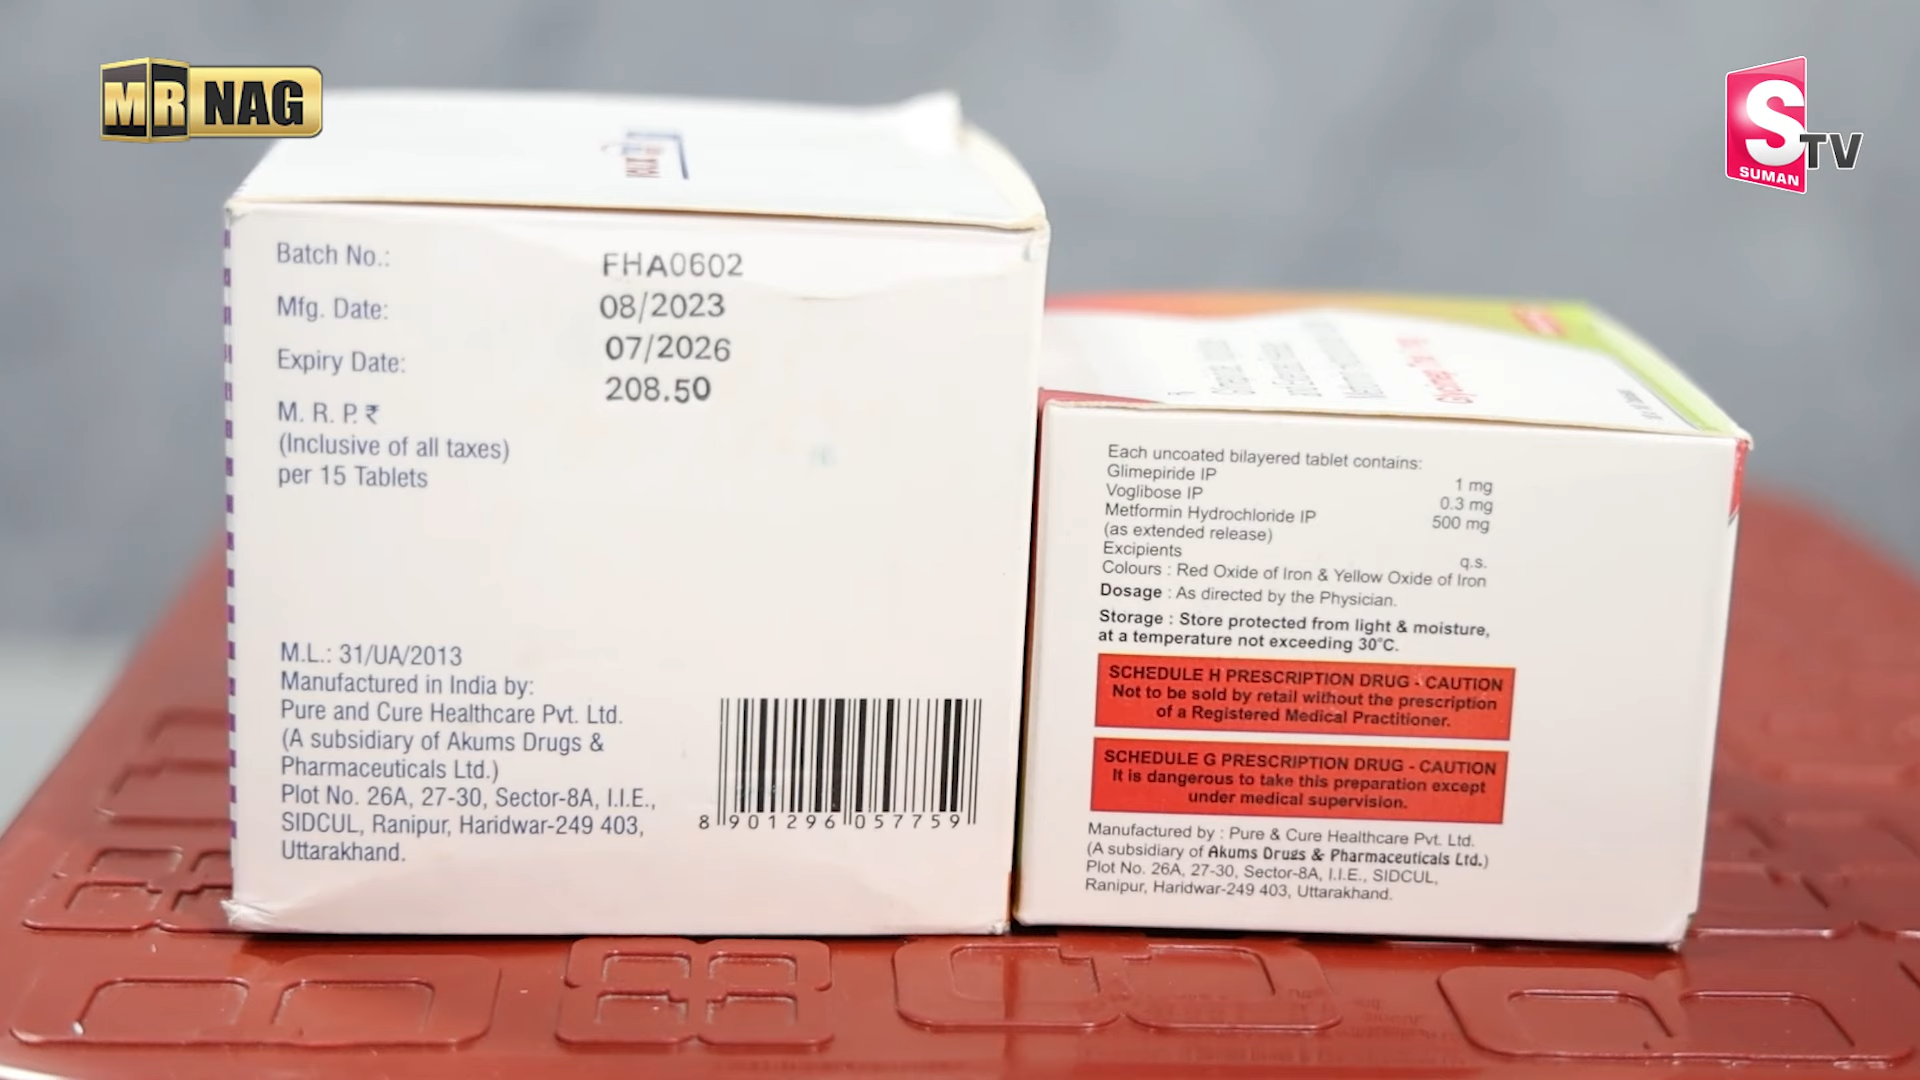 MR NAG
S TV
SUMAN
Batch No.: FHA0602
Mfg. Date: 08/2023
Expiry Date: 07/2026
M. R. P. ₹ 208.50
(Inclusive of all taxes)
per 15 Tablets
M.L.: 31/UA/2013
Manufactured in India by:
Pure and Cure Healthcare Pvt. Ltd.
(A subsidiary of Akums Drugs &
Pharmaceuticals Ltd.)
Plot No. 26A, 27-30, Sector-8A, I.I.E.,
SIDCUL, Ranipur, Haridwar-249 403,
Uttarakhand.
8 901296 057759
Each uncoated bilayered tablet contains:
Glimepiride IP 1 mg
Voglibose IP 0.3 mg
Metformin Hydrochloride IP 500 mg
(as extended release)
Excipients q.s.
Colours : Red Oxide of Iron & Yellow Oxide of Iron
Dosage : As directed by the Physician.
Storage : Store protected from light & moisture,
at a temperature not exceeding 30°C.
SCHEDULE H PRESCRIPTION DRUG - CAUTION
Not to be sold by retail without the prescription
of a Registered Medical Practitioner.
SCHEDULE G PRESCRIPTION DRUG - CAUTION
It is dangerous to take this preparation except
under medical supervision.
Manufactured by : Pure & Cure Healthcare Pvt. Ltd.
(A subsidiary of Akums Drugs & Pharmaceuticals Ltd.)
Plot No. 26A, 27-30, Sector-8A, I.I.E., SIDCUL,
Ranipur, Haridwar-249 403, Uttarakhand.